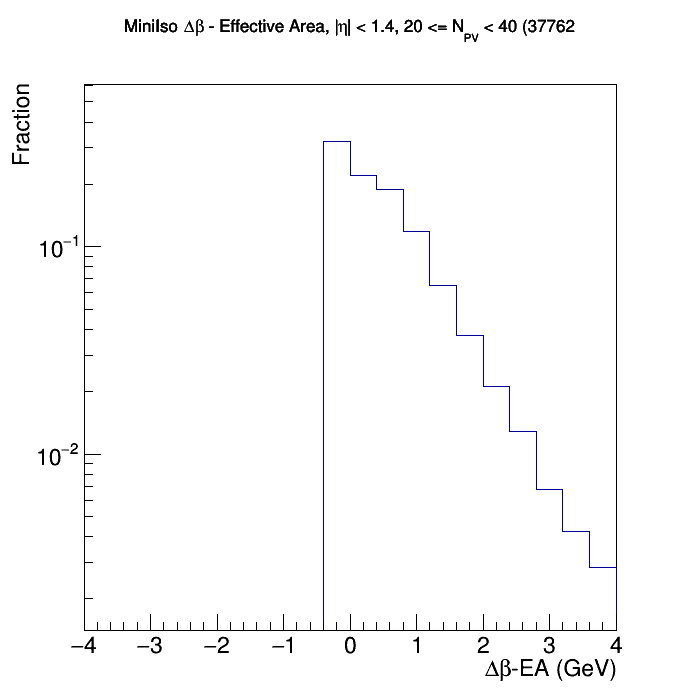 MiniIso Δβ - Effective Area, |η| < 1.4, 20 <= N_PV < 40 (37762
Fraction
10⁻¹
10⁻²
−4 −3 −2 −1 0 1 2 3 4
Δβ-EA (GeV)